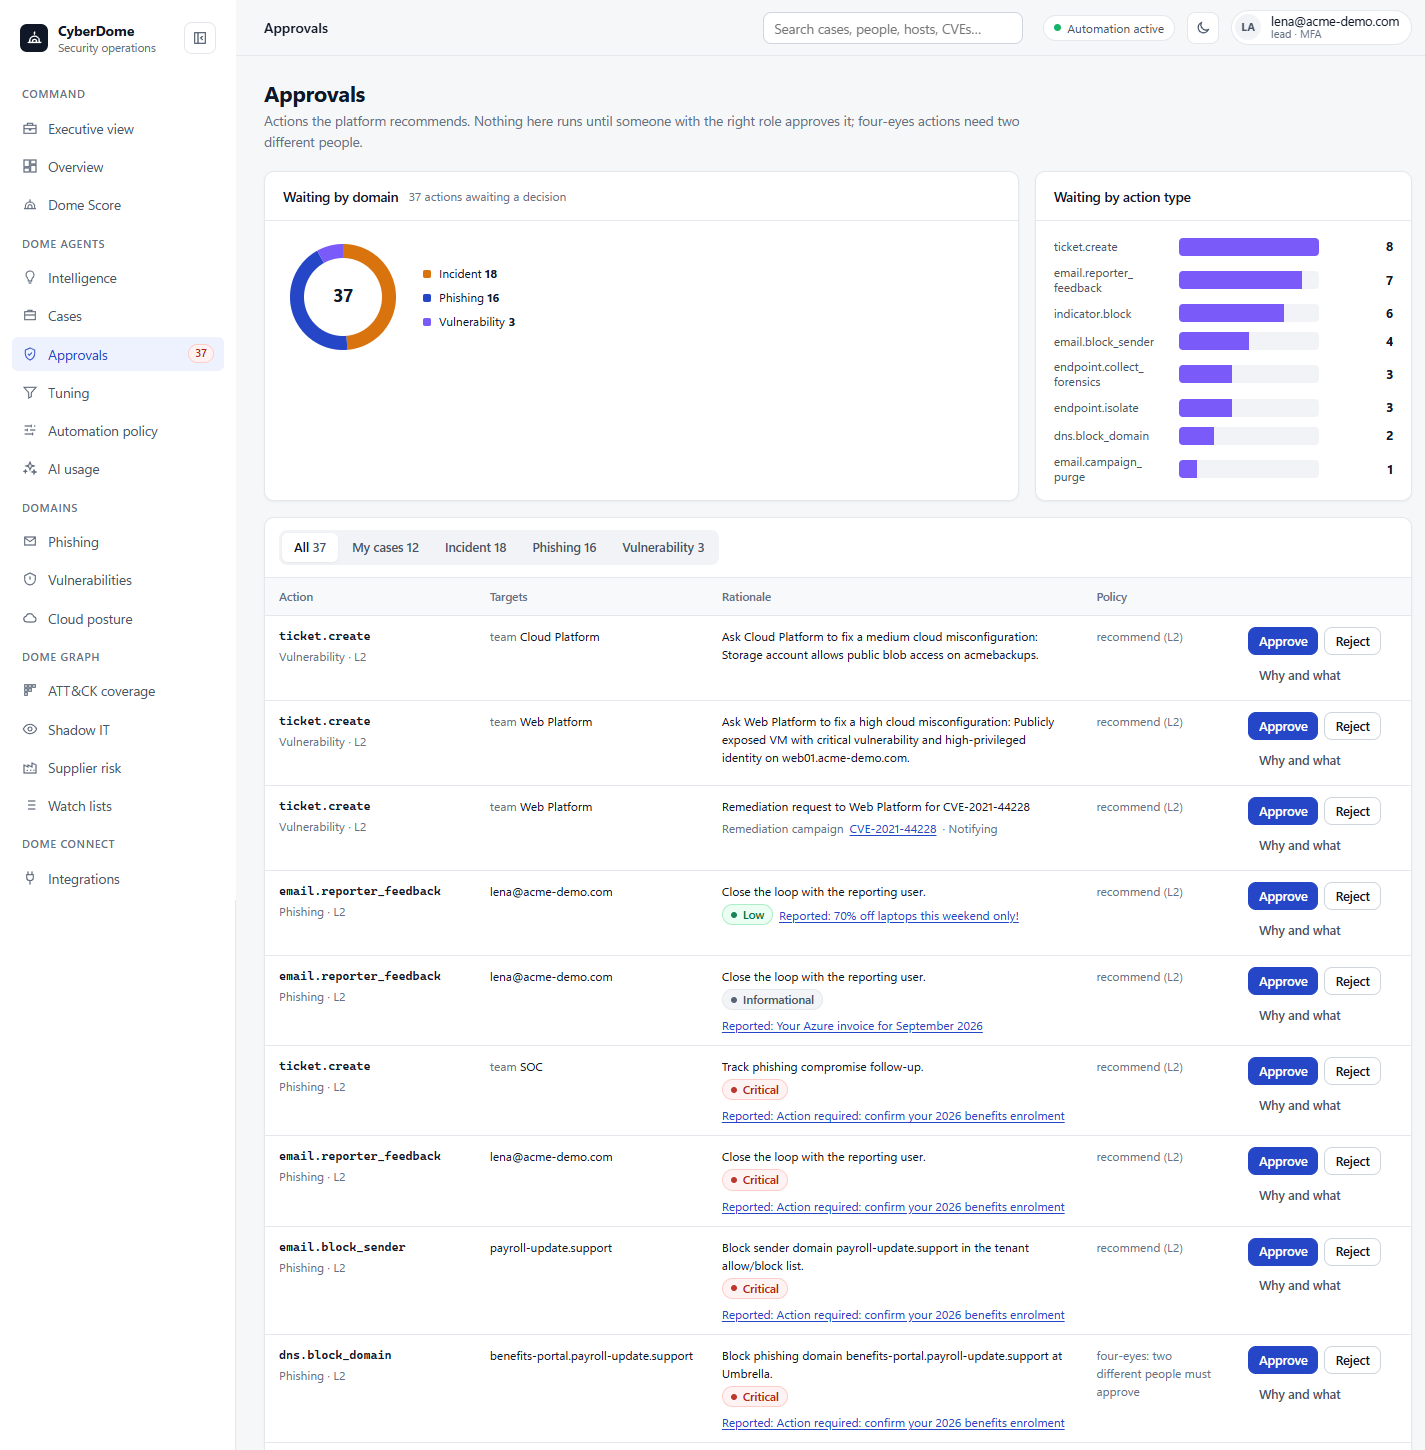 CyberDome
Security operations
COMMAND
Executive view
Overview
Dome Score
DOME AGENTS
Intelligence
Cases
Approvals 37
Tuning
Automation policy
AI usage
DOMAINS
Phishing
Vulnerabilities
Cloud posture
DOME GRAPH
ATT&CK coverage
Shadow IT
Supplier risk
Watch lists
DOME CONNECT
Integrations
Approvals
Search cases, people, hosts, CVEs...
Automation active
LA
lena@acme-demo.com
lead · MFA
Approvals
Actions the platform recommends. Nothing here runs until someone with the right role approves it; four-eyes actions need two
different people.
Waiting by domain 37 actions awaiting a decision
37
Incident 18
Phishing 16
Vulnerability 3
Waiting by action type
ticket.create 8
email.reporter_
feedback 7
indicator.block 6
email.block_sender 4
endpoint.collect_
forensics 3
endpoint.isolate 3
dns.block_domain 2
email.campaign_
purge 1
All 37 My cases 12 Incident 18 Phishing 16 Vulnerability 3
Action Targets Rationale Policy
ticket.create
Vulnerability · L2
team Cloud Platform
Ask Cloud Platform to fix a medium cloud misconfiguration:
Storage account allows public blob access on acmebackups.
recommend (L2)
Approve Reject
Why and what
ticket.create
Vulnerability · L2
team Web Platform
Ask Web Platform to fix a high cloud misconfiguration: Publicly
exposed VM with critical vulnerability and high-privileged
identity on web01.acme-demo.com.
recommend (L2)
Approve Reject
Why and what
ticket.create
Vulnerability · L2
team Web Platform
Remediation request to Web Platform for CVE-2021-44228
Remediation campaign CVE-2021-44228 · Notifying
recommend (L2)
Approve Reject
Why and what
email.reporter_feedback
Phishing · L2
lena@acme-demo.com
Close the loop with the reporting user.
Low Reported: 70% off laptops this weekend only!
recommend (L2)
Approve Reject
Why and what
email.reporter_feedback
Phishing · L2
lena@acme-demo.com
Close the loop with the reporting user.
Informational
Reported: Your Azure invoice for September 2026
recommend (L2)
Approve Reject
Why and what
ticket.create
Phishing · L2
team SOC
Track phishing compromise follow-up.
Critical
Reported: Action required: confirm your 2026 benefits enrolment
recommend (L2)
Approve Reject
Why and what
email.reporter_feedback
Phishing · L2
lena@acme-demo.com
Close the loop with the reporting user.
Critical
Reported: Action required: confirm your 2026 benefits enrolment
recommend (L2)
Approve Reject
Why and what
email.block_sender
Phishing · L2
payroll-update.support
Block sender domain payroll-update.support in the tenant
allow/block list.
Critical
Reported: Action required: confirm your 2026 benefits enrolment
recommend (L2)
Approve Reject
Why and what
dns.block_domain
Phishing · L2
benefits-portal.payroll-update.support
Block phishing domain benefits-portal.payroll-update.support at
Umbrella.
Critical
Reported: Action required: confirm your 2026 benefits enrolment
four-eyes: two
different people must
approve
Approve Reject
Why and what